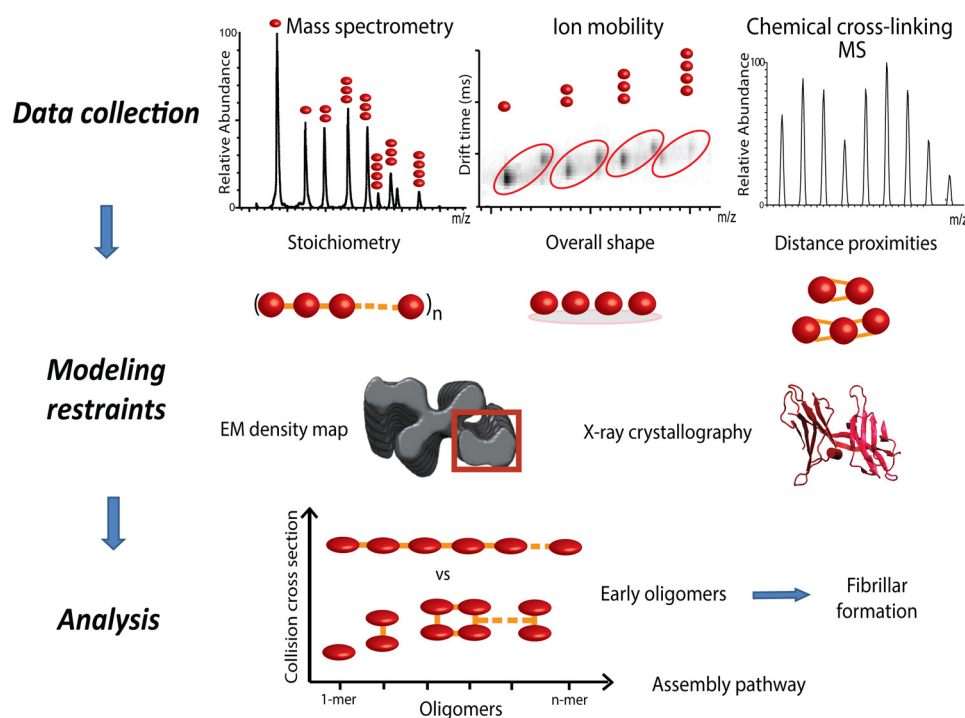 Mass spectrometry
Ion mobility
Chemical cross-linking
MS
Data collection
Relative Abundance
100
0
m/z
Drift time (ms)
m/z
Relative Abundance
100
0
m/z
Stoichiometry
Overall shape
Distance proximities
( )n
Modeling
restraints
EM density map
X-ray crystallography
Analysis
Collision cross section
vs
1-mer
n-mer
Oligomers
Early oligomers
Fibrillar
formation
Assembly pathway